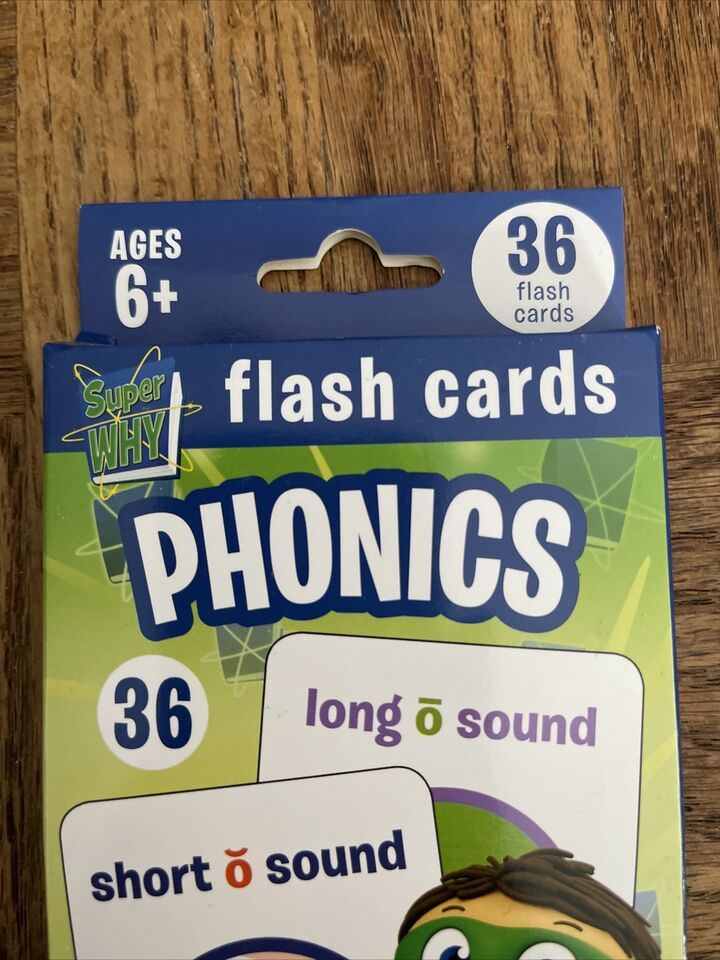 AGES
6+
36
flash
cards
Super
WHY
flash cards
PHONICS
36
long ō sound
short ŏ sound